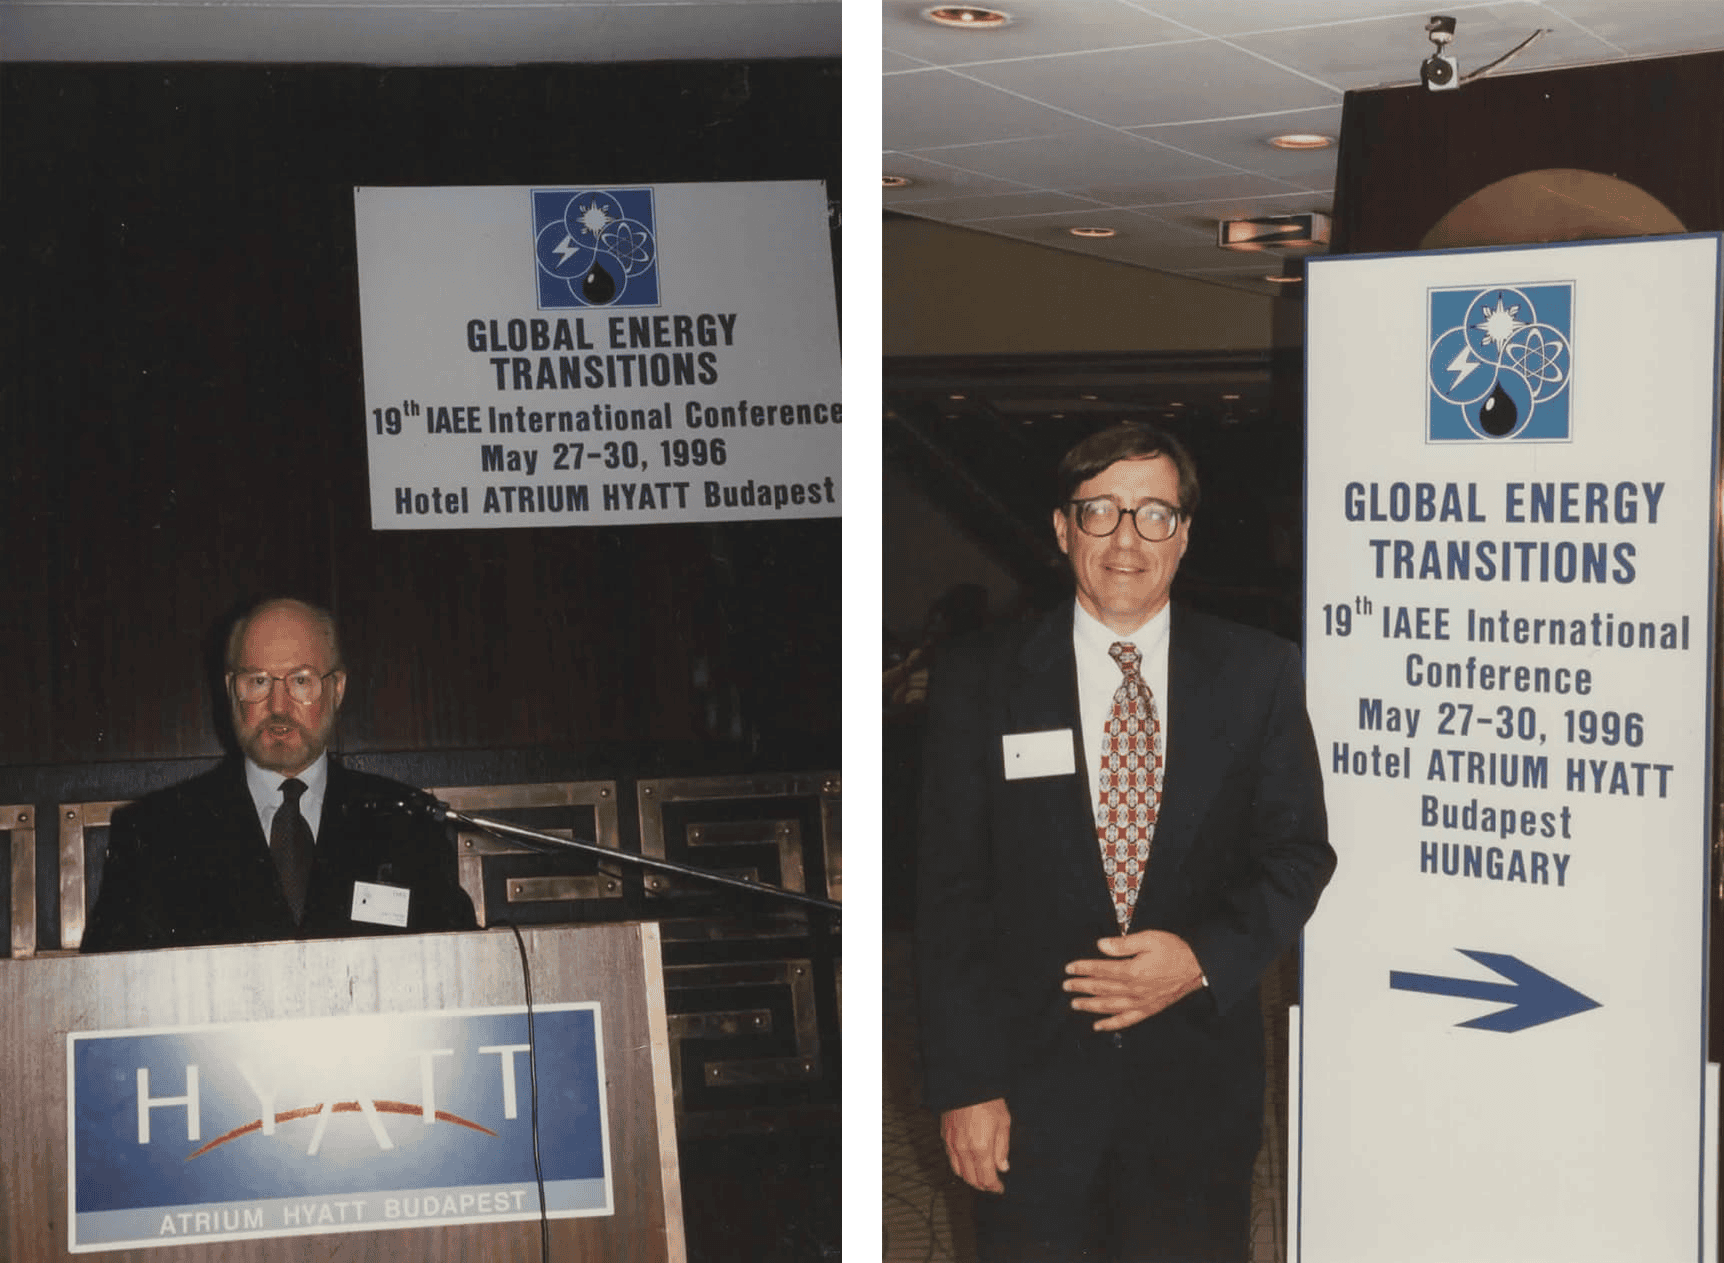 GLOBAL ENERGY
TRANSITIONS
19th IAEE International Conference
May 27-30, 1996
Hotel ATRIUM HYATT Budapest
HYATT
ATRIUM HYATT BUDAPEST
GLOBAL ENERGY
TRANSITIONS
19th IAEE International
Conference
May 27-30, 1996
Hotel ATRIUM HYATT
Budapest
HUNGARY